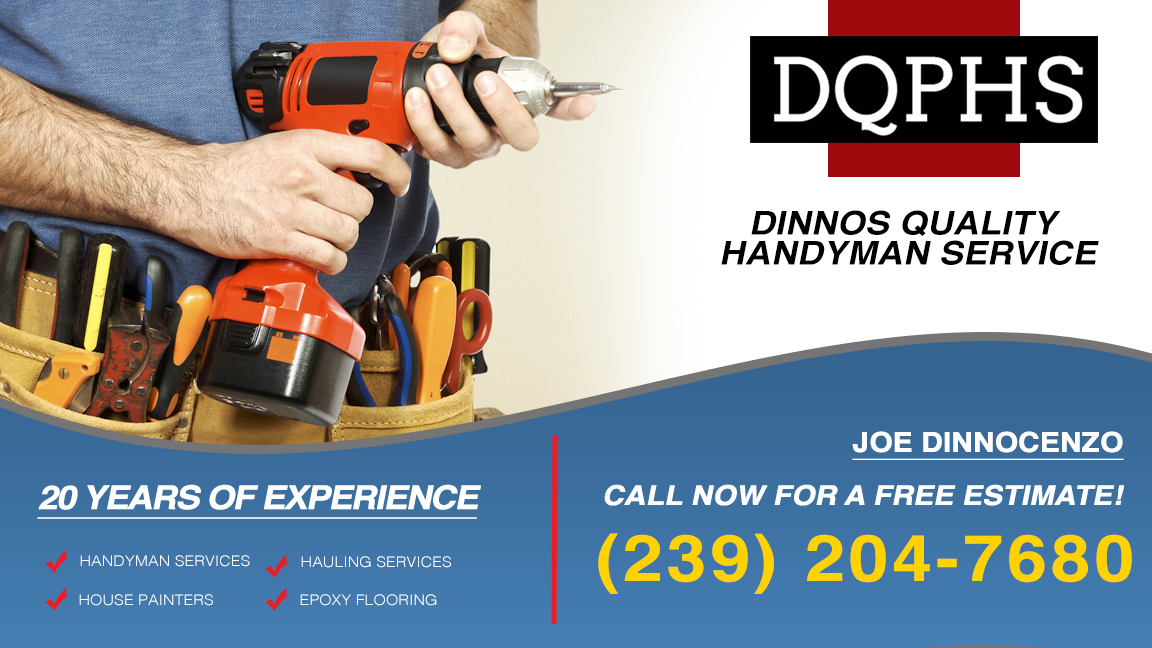 DQPHS
DINNOS QUALITY
HANDYMAN SERVICE
JOE DINNOCENZO
CALL NOW FOR A FREE ESTIMATE!
(239) 204-7680
20 YEARS OF EXPERIENCE
HANDYMAN SERVICES
HAULING SERVICES
HOUSE PAINTERS
EPOXY FLOORING